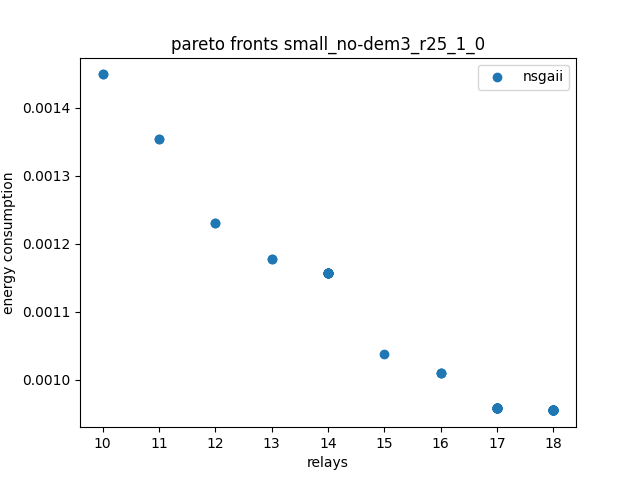 pareto fronts small_no-dem3_r25_1_0
nsgaii
energy consumption
0.0014
0.0013
0.0012
0.0011
0.0010
10 11 12 13 14 15 16 17 18
relays